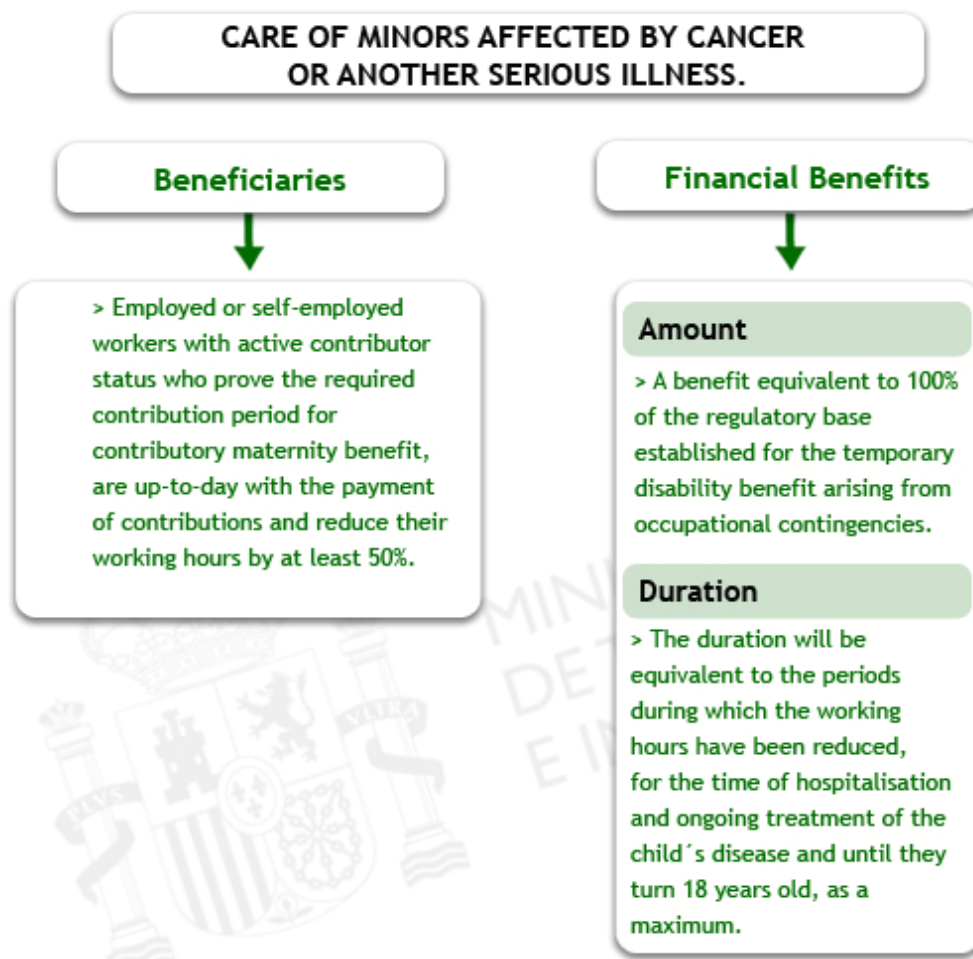 CARE OF MINORS AFFECTED BY CANCER
OR ANOTHER SERIOUS ILLNESS.
Beneficiaries
> Employed or self-employed
workers with active contributor
status who prove the required
contribution period for
contributory maternity benefit,
are up-to-day with the payment
of contributions and reduce their
working hours by at least 50%.
Financial Benefits
Amount
> A benefit equivalent to 100%
of the regulatory base
established for the temporary
disability benefit arising from
occupational contingencies.
Duration
> The duration will be
equivalent to the periods
during which the working
hours have been reduced,
for the time of hospitalisation
and ongoing treatment of the
child´s disease and until they
turn 18 years old, as a
maximum.
PLVS
VLTRA
MIN
DE
E IN